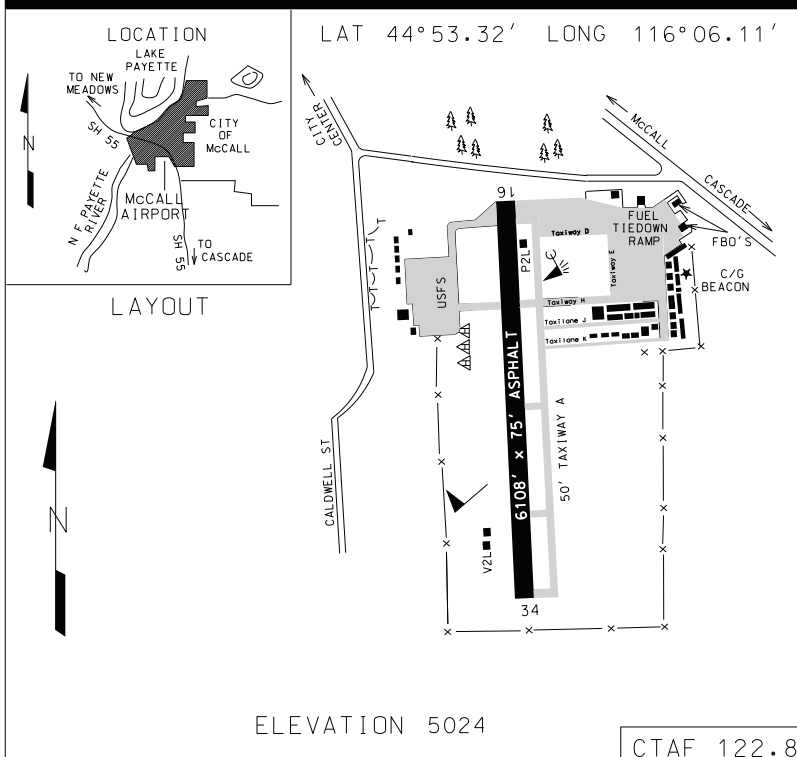 LOCATION
LAKE
PAYETTE
TO NEW
MEADOWS
SH 55
N
CITY
OF
McCALL
N F PAYETTE
RIVER
McCALL
AIRPORT
SH 55
TO
CASCADE
LAYOUT
LAT 44°53.32′ LONG 116°06.11′
CITY
CENTER
McCALL
CASCADE
16
Taxiway D
FUEL
TIEDOWN
RAMP
FBO'S
P2L
C
Taxiway E
USFS
C/G
BEACON
Taxiway H
Taxilane J
Taxilane K
T
T
T
T
T
H
H
H
H
6108′ × 75′ ASPHALT
50′ TAXIWAY A
CALDWELL ST
N
V2L
34
ELEVATION 5024
CTAF 122.8